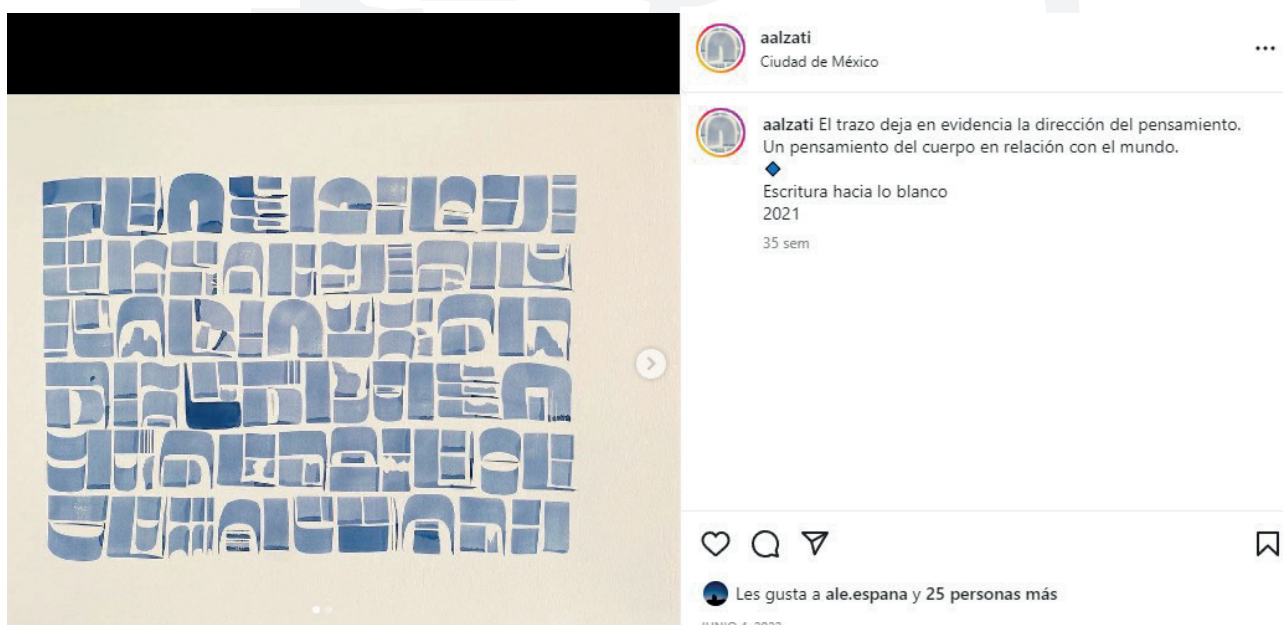 aalzati
Ciudad de México
aalzati El trazo deja en evidencia la dirección del pensamiento.
Un pensamiento del cuerpo en relación con el mundo.
Escritura hacia lo blanco
2021
35 sem
Les gusta a ale.espana y 25 personas más